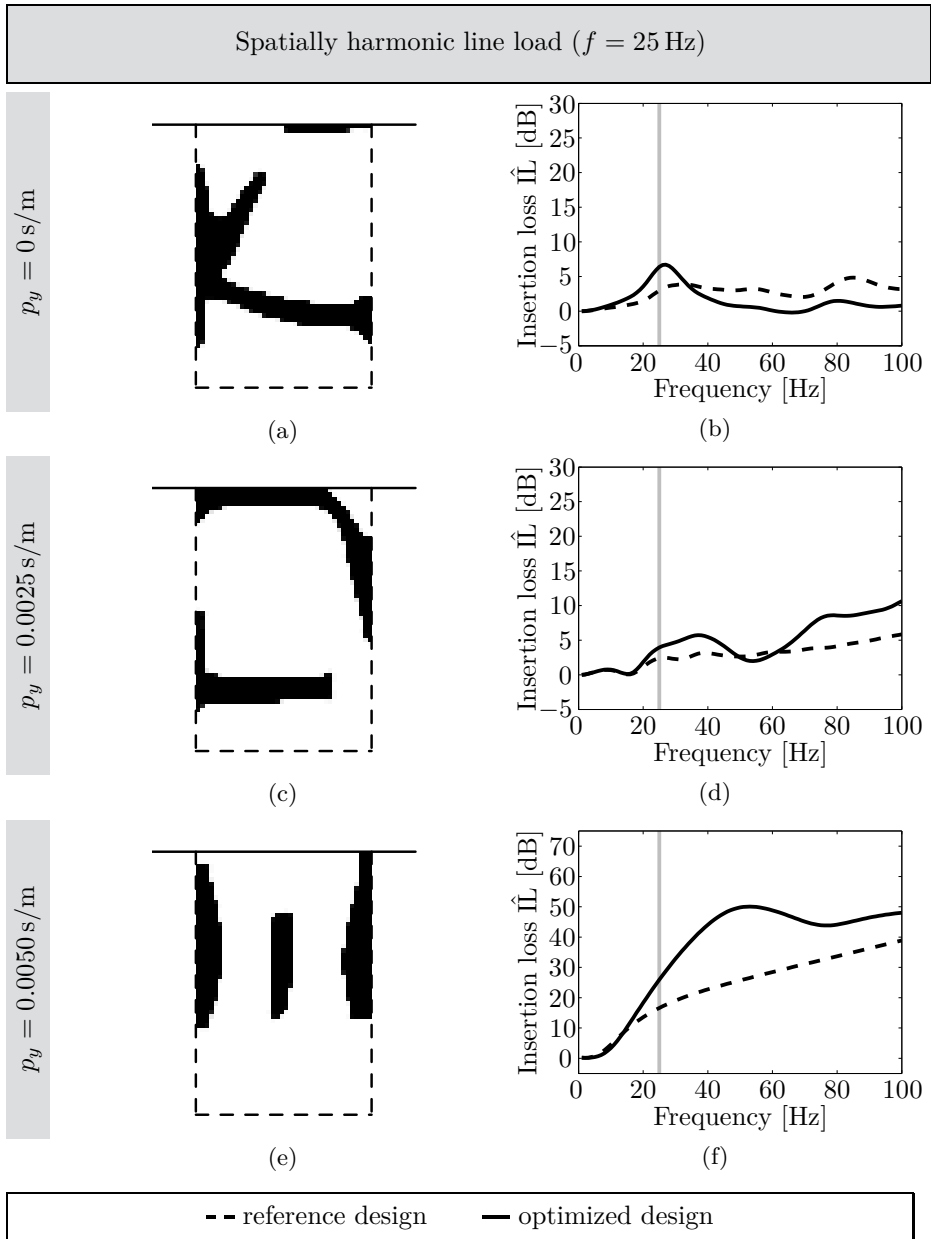 Spatially harmonic line load (f = 25 Hz)
p_y = 0 s/m
(a)
Insertion loss ÎL [dB]
30
25
20
15
10
5
0
−5
0 20 40 60 80 100
Frequency [Hz]
(b)
p_y = 0.0025 s/m
(c)
Insertion loss ÎL [dB]
30
25
20
15
10
5
0
−5
0 20 40 60 80 100
Frequency [Hz]
(d)
p_y = 0.0050 s/m
(e)
Insertion loss ÎL [dB]
70
60
50
40
30
20
10
0
0 20 40 60 80 100
Frequency [Hz]
(f)
reference design optimized design